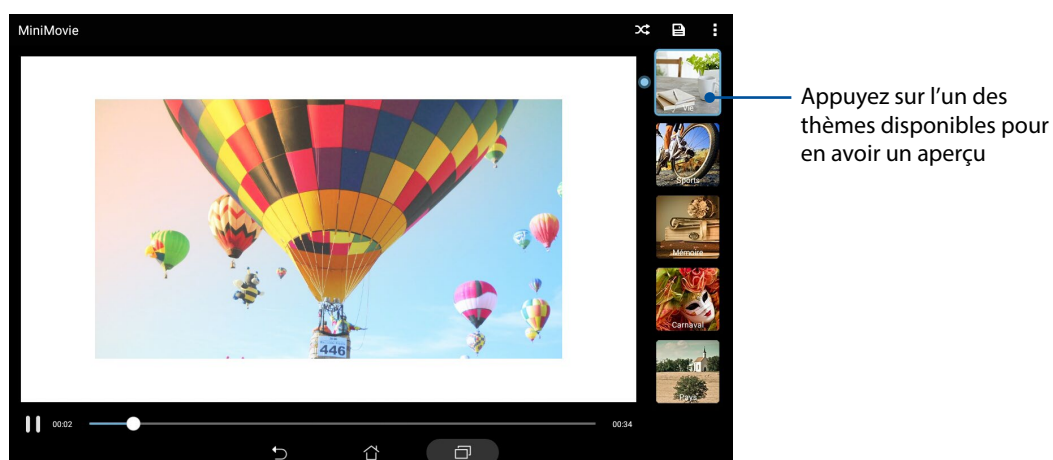 MiniMovie
Vie
Appuyez sur l’un des
thèmes disponibles pour
en avoir un aperçu
Sports
Mémoire
Carnaval
Pays
446
00:02
00:34